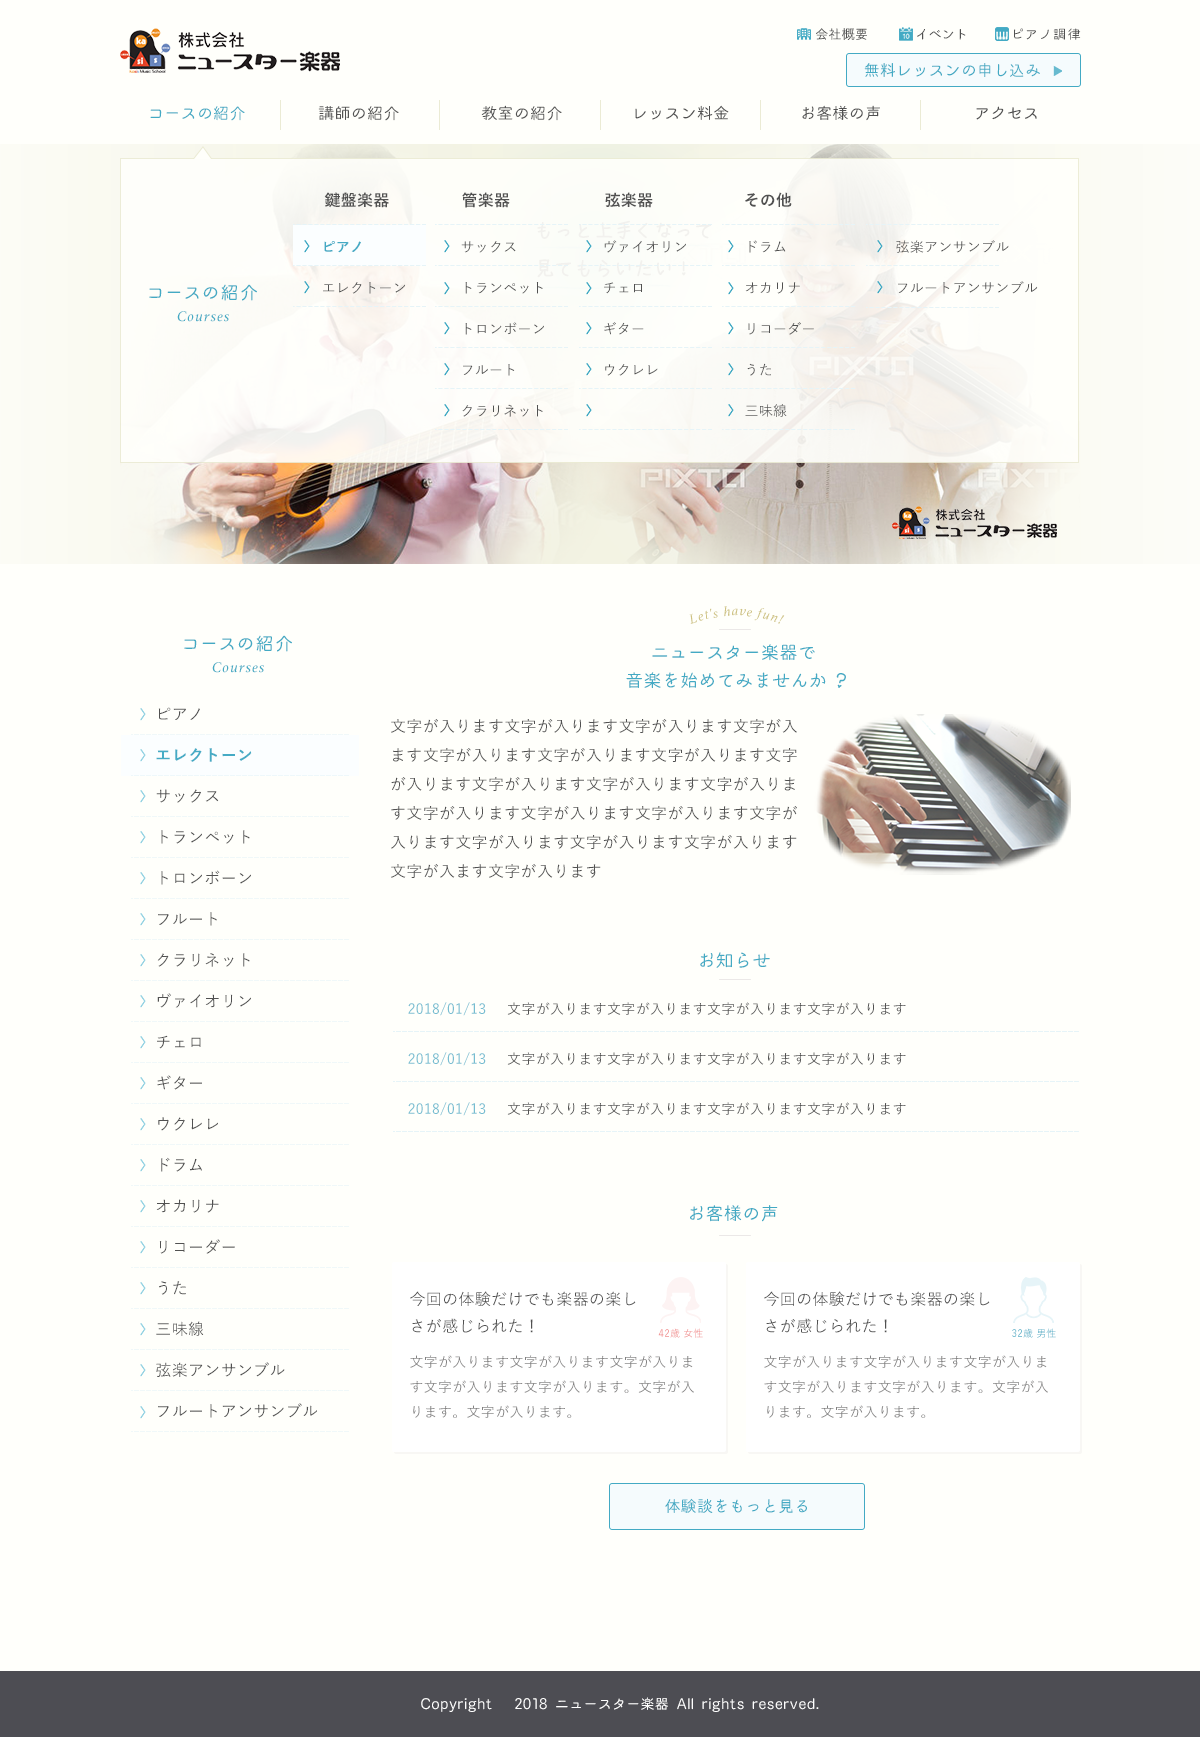 株式会社
ニュースター楽器
会社概要
イベント
ピアノ調律
無料レッスンの申し込み
コースの紹介
講師の紹介
教室の紹介
レッスン料金
お客様の声
アクセス
もっと上手くなって
見てもらいたい！
コースの紹介
Courses
鍵盤楽器
ピアノ
エレクトーン
管楽器
サックス
トランペット
トロンボーン
フルート
クラリネット
弦楽器
ヴァイオリン
チェロ
ギター
ウクレレ
その他
ドラム
オカリナ
リコーダー
うた
三味線
弦楽アンサンブル
フルートアンサンブル
PIXTA
PIXTA
PIXTA
株式会社
ニュースター楽器
コースの紹介
Courses
ピアノ
エレクトーン
サックス
トランペット
トロンボーン
フルート
クラリネット
ヴァイオリン
チェロ
ギター
ウクレレ
ドラム
オカリナ
リコーダー
うた
三味線
弦楽アンサンブル
フルートアンサンブル
Let's have fun!
ニュースター楽器で
音楽を始めてみませんか ？
文字が入ります文字が入ります文字が入ります文字が入
ます文字が入ります文字が入ります文字が入ります文字
が入ります文字が入ります文字が入ります文字が入りま
す文字が入ります文字が入ります文字が入ります文字が
入ります文字が入ります文字が入ります文字が入ります
文字が入ます文字が入ります
お知らせ
2018/01/13 文字が入ります文字が入ります文字が入ります文字が入ります
2018/01/13 文字が入ります文字が入ります文字が入ります文字が入ります
2018/01/13 文字が入ります文字が入ります文字が入ります文字が入ります
お客様の声
今回の体験だけでも楽器の楽し
さが感じられた！
42歳 女性
文字が入ります文字が入ります文字が入りま
す文字が入ります文字が入ります。文字が入
ります。文字が入ります。
今回の体験だけでも楽器の楽し
さが感じられた！
32歳 男性
文字が入ります文字が入ります文字が入りま
す文字が入ります文字が入ります。文字が入
ります。文字が入ります。
体験談をもっと見る
Copyright 2018 ニュースター楽器 All rights reserved.